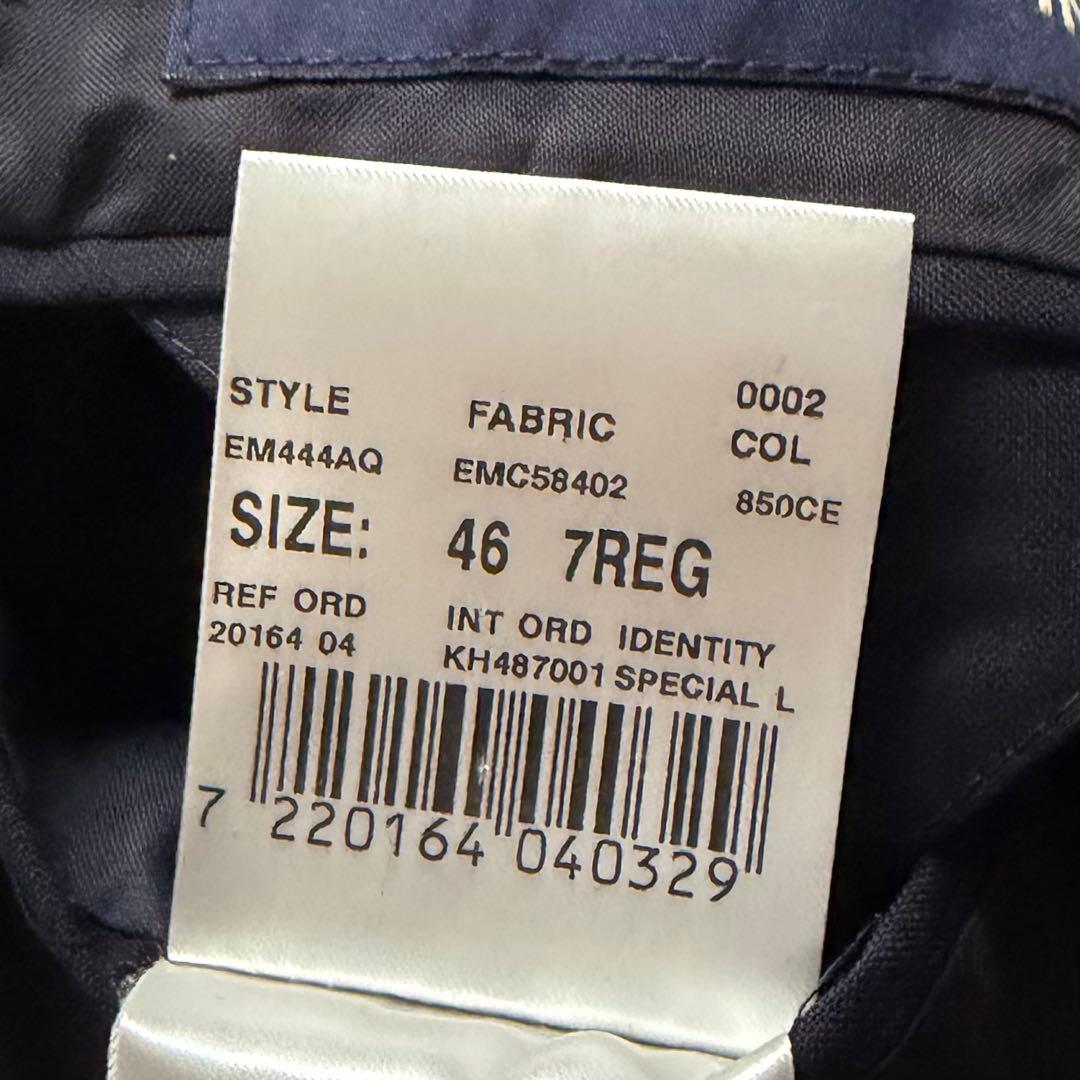 STYLE FABRIC 0002
COL
EM444AQ EMC58402 850CE
SIZE: 46 7REG
REF ORD INT ORD IDENTITY
20164 04 KH487001 SPECIAL L
7 220164 040329